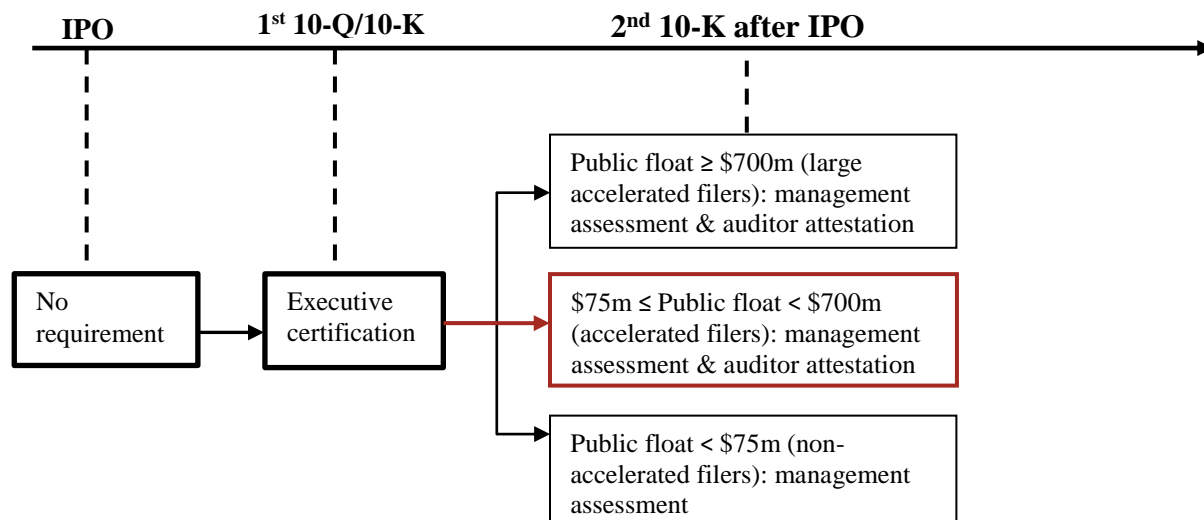 IPO
1st 10-Q/10-K
2nd 10-K after IPO
No
requirement
Executive
certification
Public float ≥ $700m (large
accelerated filers): management
assessment & auditor attestation
$75m ≤ Public float < $700m
(accelerated filers): management
assessment & auditor attestation
Public float < $75m (non-
accelerated filers): management
assessment